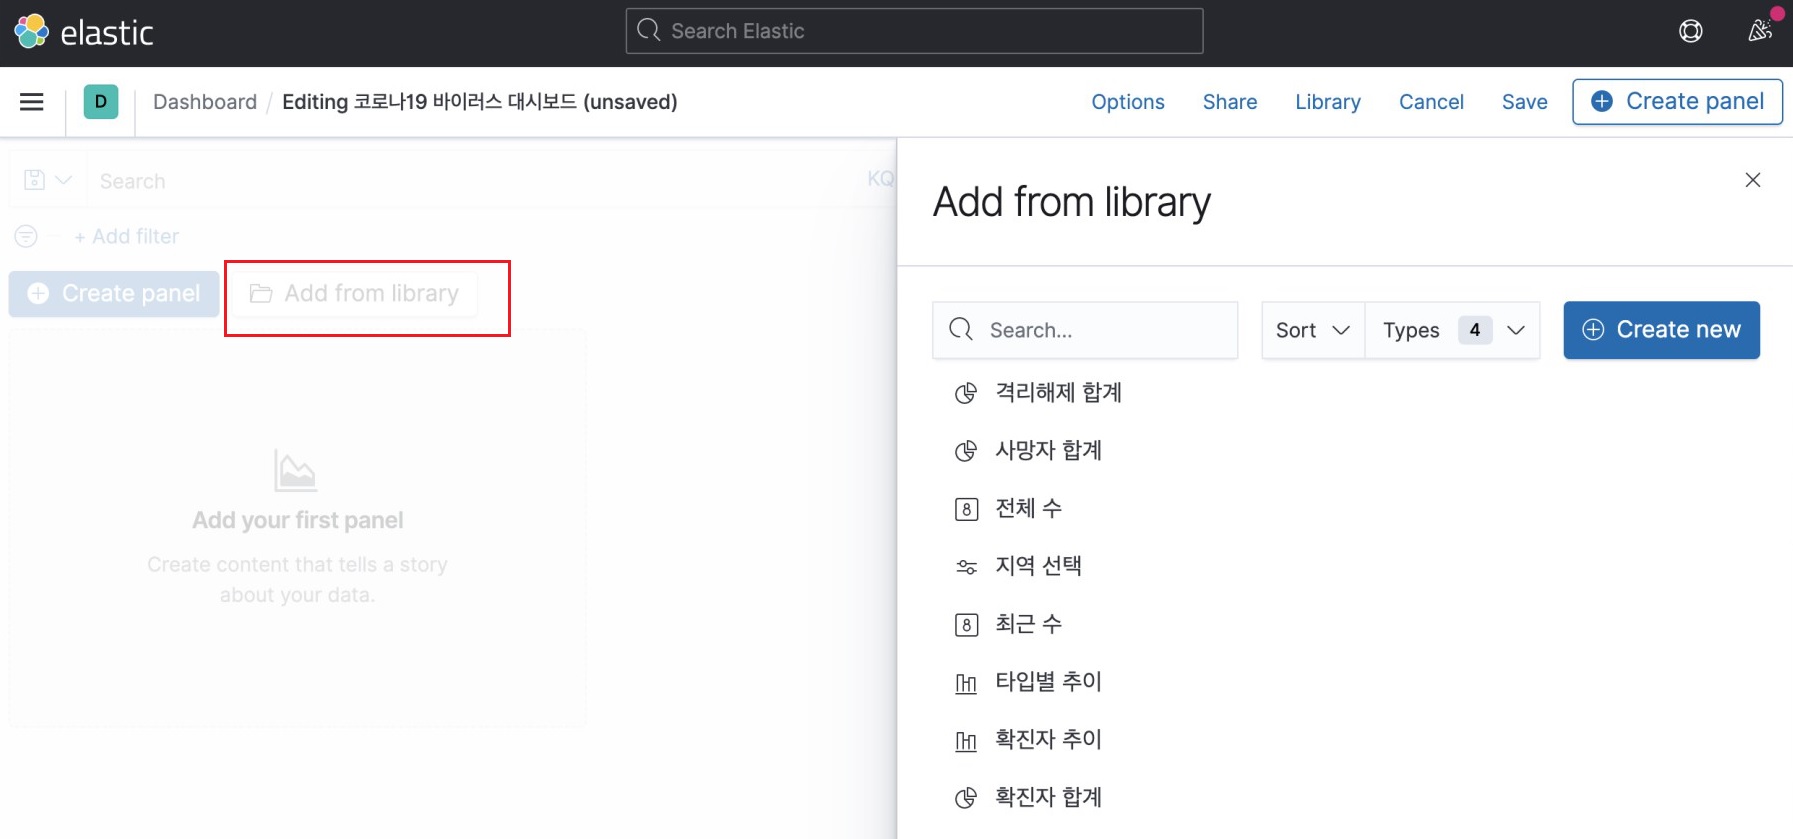 elastic
Search Elastic
D
Dashboard / Editing 코로나19 바이러스 대시보드 (unsaved)
Options Share Library Cancel Save Create panel
Search KQ
+ Add filter
Create panel Add from library
Add your first panel
Create content that tells a story
about your data.
Add from library
Search... Sort Types 4 Create new
격리해제 합계
사망자 합계
8 전체 수
지역 선택
8 최근 수
타입별 추이
확진자 추이
확진자 합계